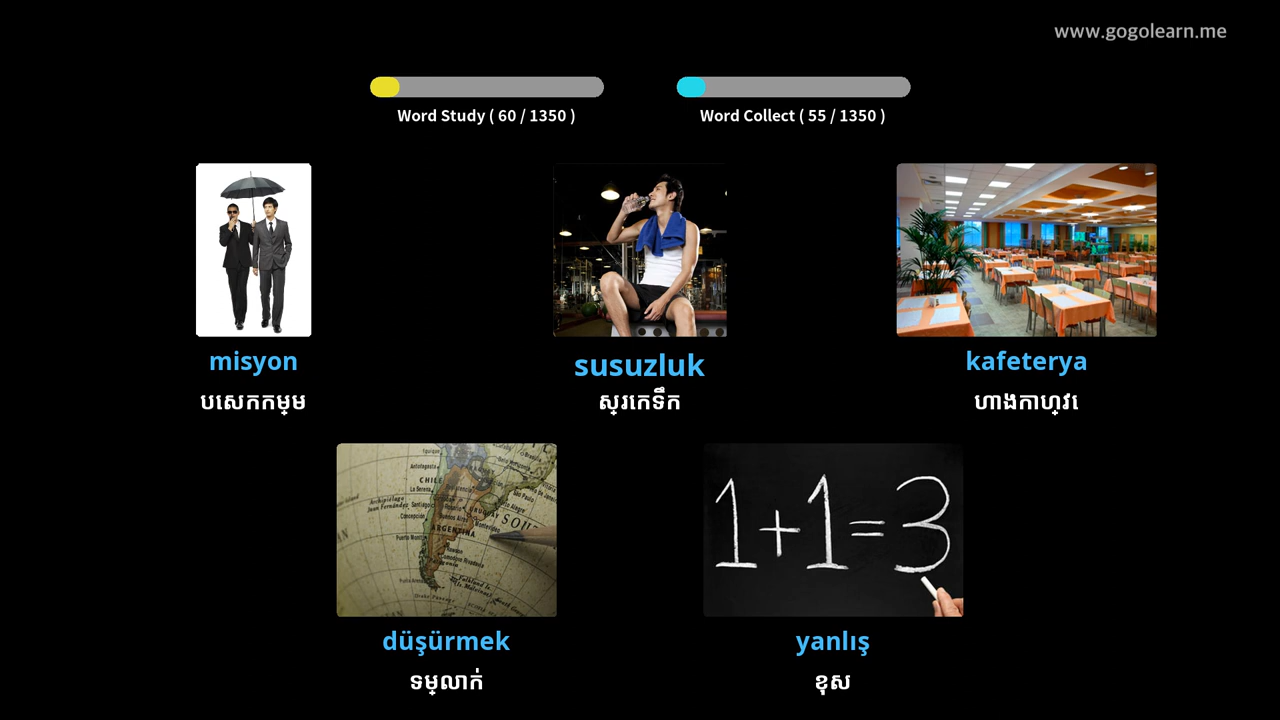 www.gogolearn.me
Word Study ( 60 / 1350 )
Word Collect ( 55 / 1350 )
misyon
បេសកកម្ម
susuzluk
ស្រេកទឹក
kafeterya
ហាងកាហ្វេ
CHILE
ARGENTINA
düşürmek
ទម្លាក់
1+1=3
yanlış
ខុស